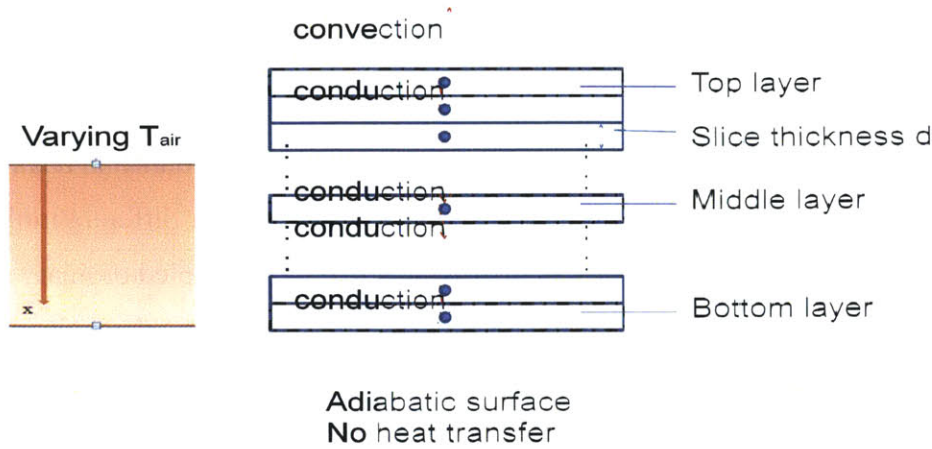 convection
conduction
Top layer
Varying Tair
Slice thickness d
conduction
Middle layer
conduction
conduction
Bottom layer
x
Adiabatic surface
No heat transfer